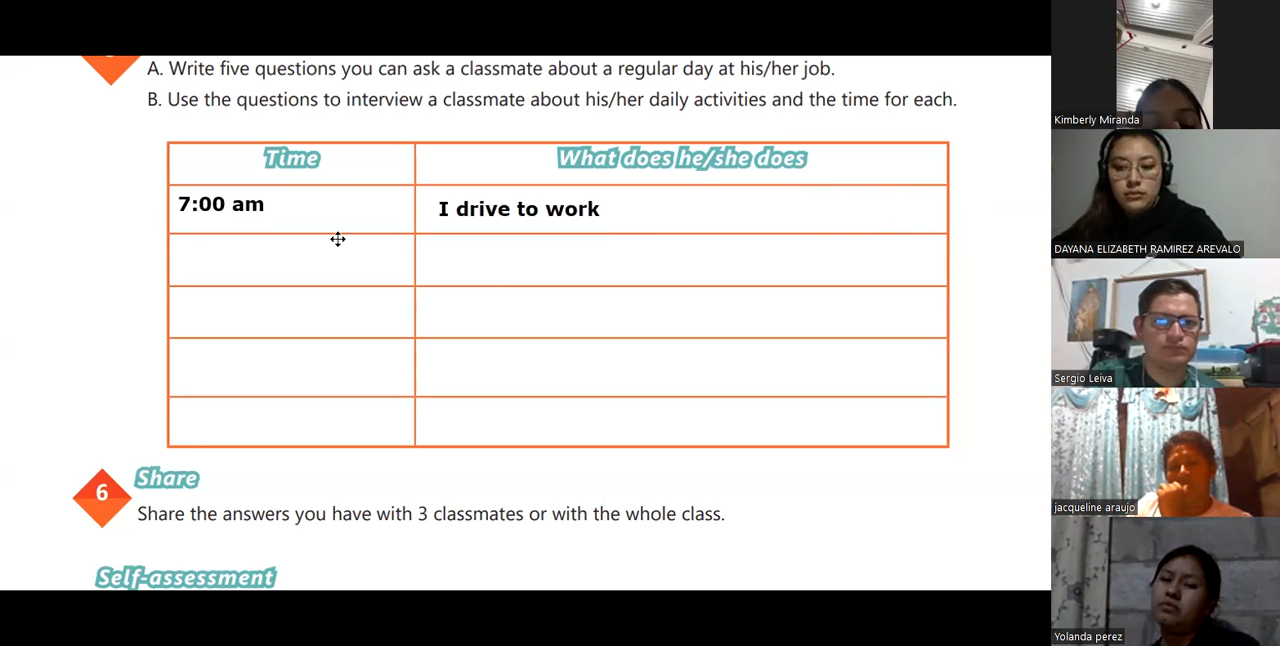 A. Write five questions you can ask a classmate about a regular day at his/her job.
B. Use the questions to interview a classmate about his/her daily activities and the time for each.
Time
What does he/she does
7:00 am
I drive to work
6
Share
Share the answers you have with 3 classmates or with the whole class.
Self-assessment
Kimberly Miranda
DAYANA ELIZABETH RAMIREZ AREVALO
Sergio Leiva
jacqueline araujo
Yolanda perez